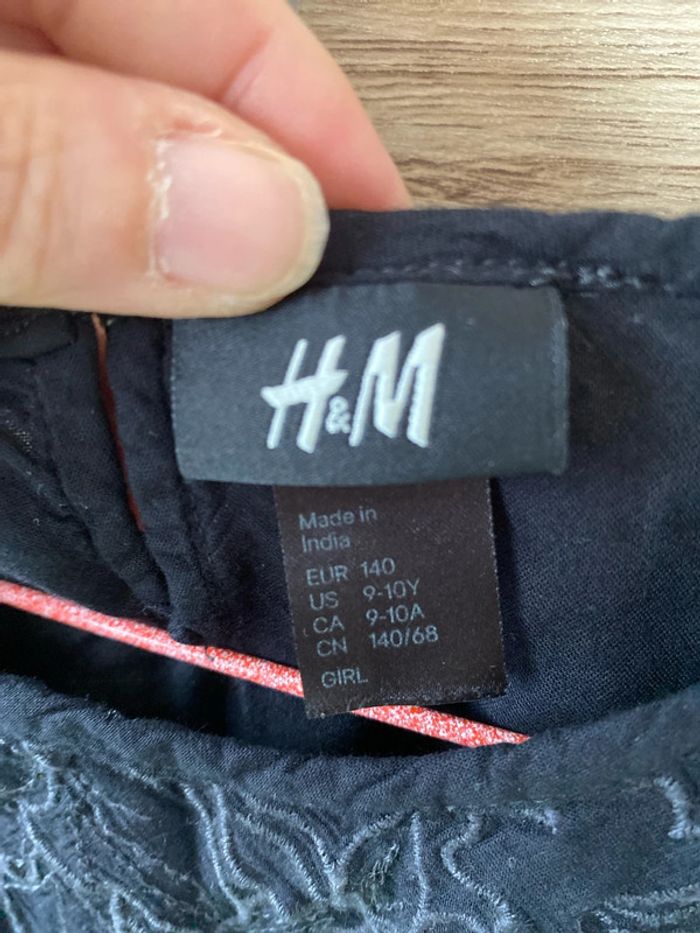 H&M
Made in
India
EUR 140
US 9-10Y
CA 9-10A
CN 140/68
GIRL